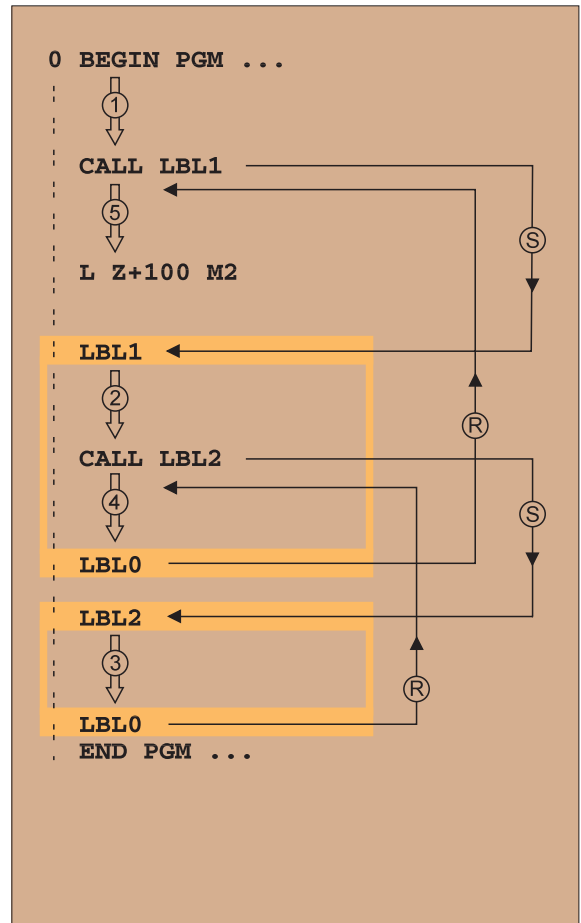 0 BEGIN PGM ...
1
CALL LBL1
5
S
L Z+100 M2
LBL1
2
R
CALL LBL2
4
S
LBL0
LBL2
3
R
LBL0
END PGM ...